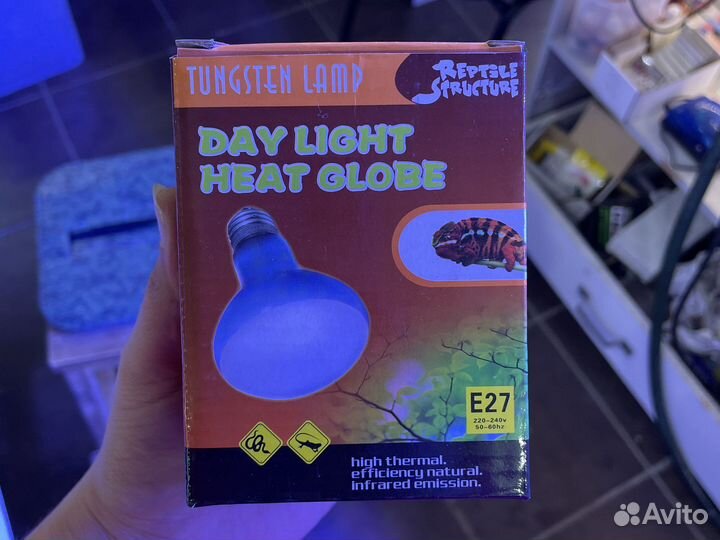 TUNGSTEN LAMP
REPTILE
STRUCTURE
DAY LIGHT
HEAT GLOBE
E27
220-240v
50-60hz
high thermal.
efficiency natural.
infrared emission.
Avito